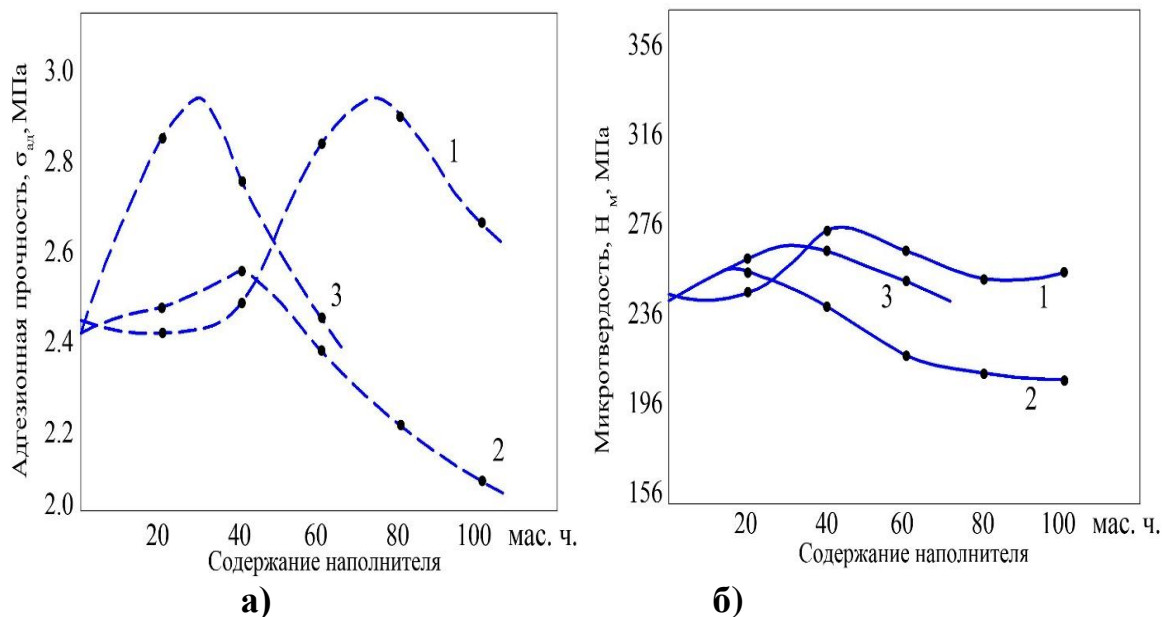 Адгезионная прочность, σад, МПа
3.0
2.8
2.6
2.4
2.2
2.0
1
3
2
20 40 60 80 100 мас. ч.
Содержание наполнителя
а)
Микротвердость, Н м, МПа
356
316
276
236
196
156
3
1
2
20 40 60 80 100 мас. ч.
Содержание наполнителя
б)